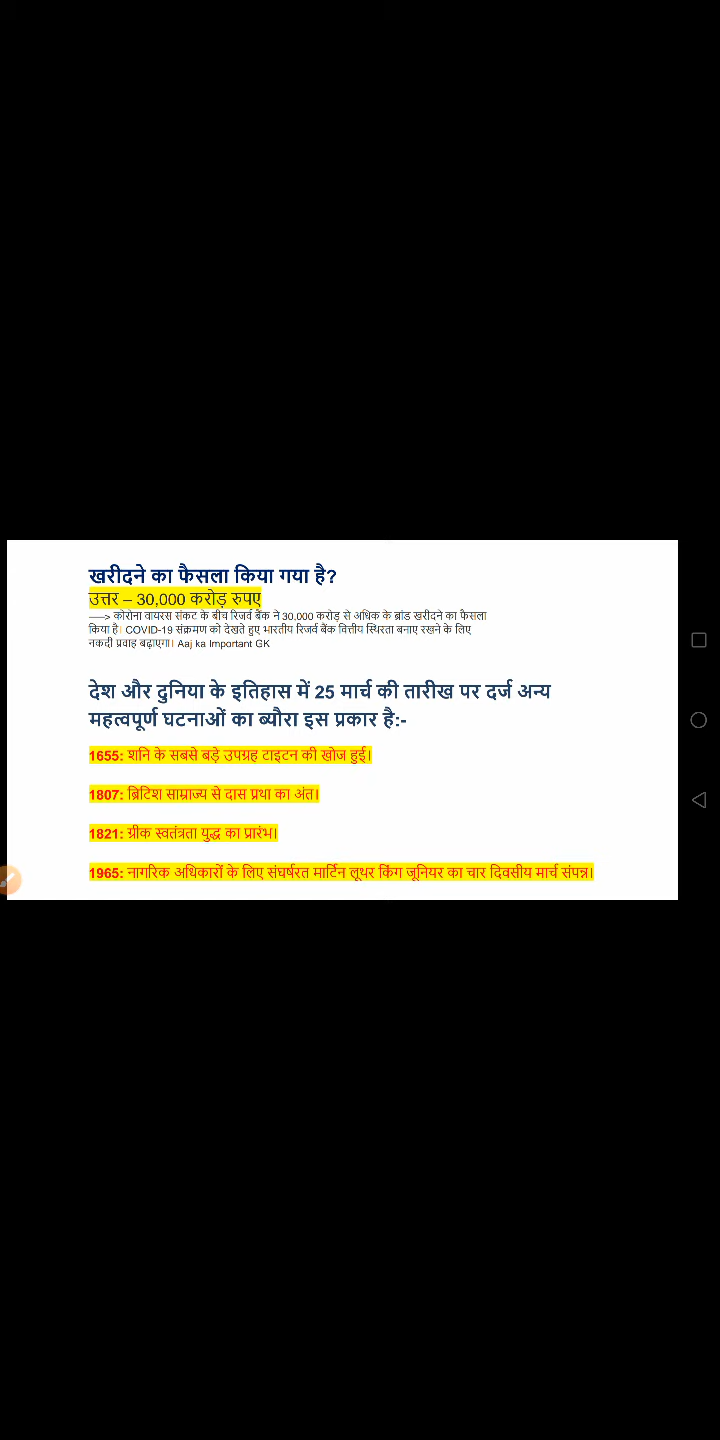 खरीदने का फैसला किया गया है?
उत्तर – 30,000 करोड़ रुपए
—–> कोरोना वायरस संकट के बीच रिजर्व बैंक ने 30,000 करोड़ से अधिक के ब्रांड खरीदने का फैसला
किया है। COVID-19 संक्रमण को देखते हुए भारतीय रिजर्व बैंक वित्तीय स्थिरता बनाए रखने के लिए
नकदी प्रवाह बढ़ाएगा। Aaj ka Important GK
देश और दुनिया के इतिहास में 25 मार्च की तारीख पर दर्ज अन्य
महत्वपूर्ण घटनाओं का ब्यौरा इस प्रकार है:-
1655: शनि के सबसे बड़े उपग्रह टाइटन की खोज हुई।
1807: ब्रिटिश साम्राज्य से दास प्रथा का अंत।
1821: ग्रीक स्वतंत्रता युद्ध का प्रारंभ।
1965: नागरिक अधिकारों के लिए संघर्षरत मार्टिन लूथर किंग जूनियर का चार दिवसीय मार्च संपन्न।